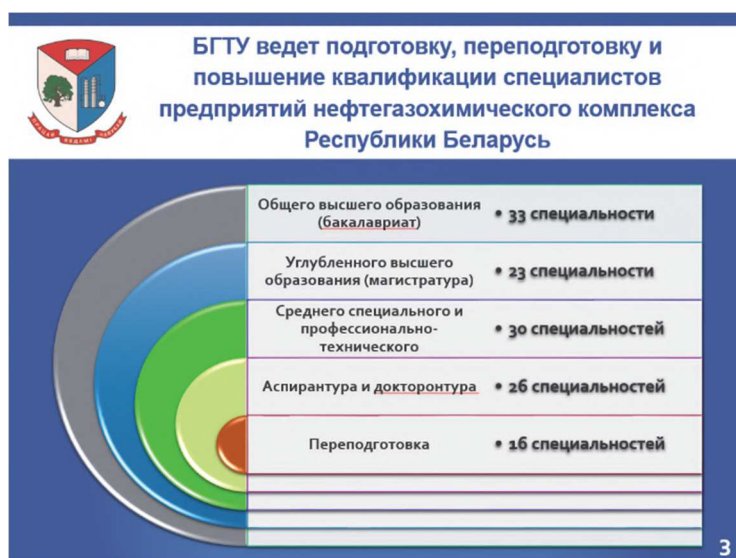 БГТУ ведет подготовку, переподготовку и
повышение квалификации специалистов
предприятий нефтегазохимического комплекса
Республики Беларусь
Общего высшего образования
(бакалавриат)
• 33 специальности
Углубленного высшего
образования (магистратура)
• 23 специальности
Среднего специального и
профессионально-
технического
• 30 специальностей
Аспирантура и докторонтура
• 26 специальностей
Переподготовка
• 16 специальностей
3